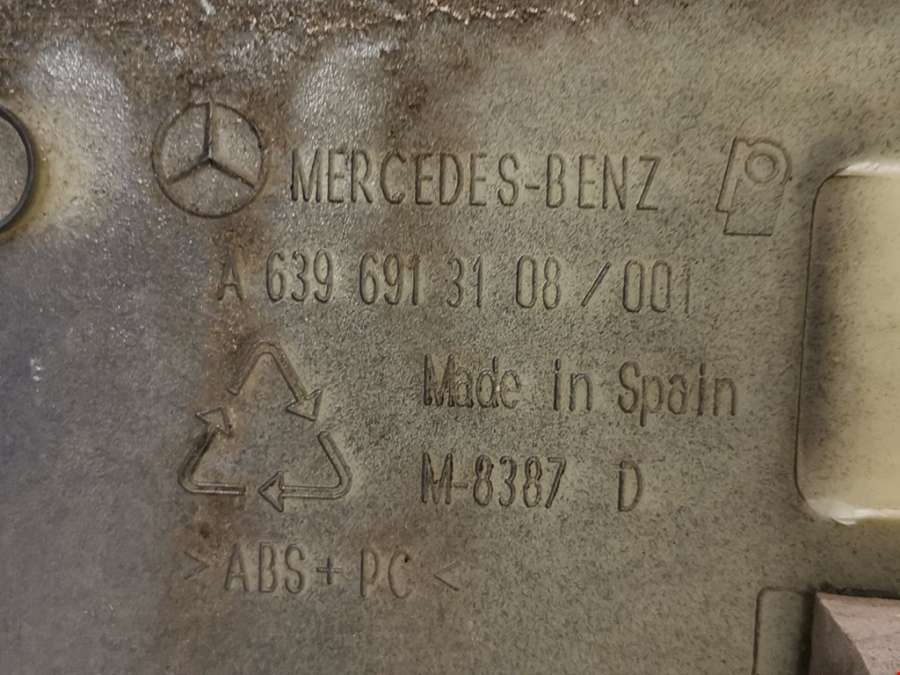 MERCEDES-BENZ
A 639 691 31 08 / 001
Made in Spain
M-8387 D
>ABS+PC<